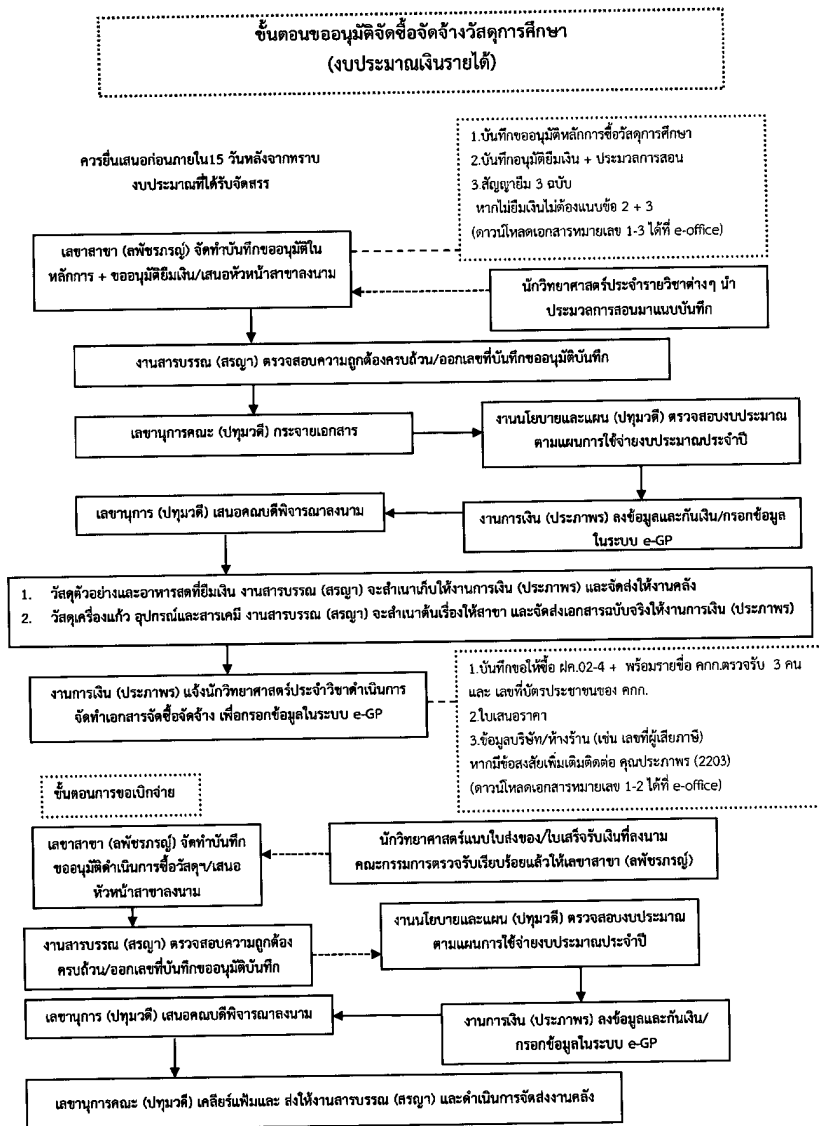 ขั้นตอนขออนุมัติจัดซื้อจัดจ้างวัสดุการศึกษา
(งบประมาณเงินรายได้)
ควรยื่นเสนอก่อนภายใน15 วันหลังจากทราบ
งบประมาณที่ได้รับจัดสรร
1.บันทึกขออนุมัติหลักการซื้อวัสดุการศึกษา
2.บันทึกอนุมัติยืมเงิน + ประมวลการสอน
3.สัญญายืม 3 ฉบับ
หากไม่ยืมเงินไม่ต้องแนบข้อ 2 + 3
(ดาวน์โหลดเอกสารหมายเลข 1-3 ได้ที่ e-office)
เลขาสาขา (ลพัชรภรญ์) จัดทำบันทึกขออนุมัติใน
หลักการ + ขออนุมัติยืมเงิน/เสนอหัวหน้าสาขาลงนาม
นักวิทยาศาสตร์ประจำรายวิชาต่างๆ นำ
ประมวลการสอนมาแนบบันทึก
งานสารบรรณ (สรญา) ตรวจสอบความถูกต้องครบถ้วน/ออกเลขที่บันทึกขออนุมัติบันทึก
เลขานุการคณะ (ปทุมวดี) กระจายเอกสาร
งานนโยบายและแผน (ปทุมวดี) ตรวจสอบงบประมาณ
ตามแผนการใช้จ่ายงบประมาณประจำปี
เลขานุการ (ปทุมวดี) เสนอคณบดีพิจารณาลงนาม
งานการเงิน (ประภาพร) ลงข้อมูลและกันเงิน/กรอกข้อมูล
ในระบบ e-GP
1. วัสดุตัวอย่างและอาหารสดที่ยืมเงิน งานสารบรรณ (สรญา) จะสำเนาเก็บให้งานการเงิน (ประภาพร) และจัดส่งให้งานคลัง
2. วัสดุเครื่องแก้ว อุปกรณ์และสารเคมี งานสารบรรณ (สรญา) จะสำเนาต้นเรื่องให้สาขา และจัดส่งเอกสารฉบับจริงให้งานการเงิน (ประภาพร)
งานการเงิน (ประภาพร) แจ้งนักวิทยาศาสตร์ประจำวิชาดำเนินการ
จัดทำเอกสารจัดซื้อจัดจ้าง เพื่อกรอกข้อมูลในระบบ e-GP
1.บันทึกขอให้ซื้อ ฝค.02-4 + พร้อมรายชื่อ คกก.ตรวจรับ 3 คน
และ เลขที่บัตรประชาชนของ คกก.
2.ใบเสนอราคา
3.ข้อมูลบริษัท/ห้างร้าน (เช่น เลขที่ผู้เสียภาษี)
หากมีข้อสงสัยเพิ่มเติมติดต่อ คุณประภาพร (2203)
(ดาวน์โหลดเอกสารหมายเลข 1-2 ได้ที่ e-office)
ขั้นตอนการขอเบิกจ่าย
เลขาสาขา (ลพัชรภรญ์) จัดทำบันทึก
ขออนุมัติดำเนินการซื้อวัสดุฯ/เสนอ
หัวหน้าสาขาลงนาม
นักวิทยาศาสตร์แนบใบส่งของ/ใบเสร็จรับเงินที่ลงนาม
คณะกรรมการตรวจรับเรียบร้อยแล้วให้เลขาสาขา (ลพัชรภรญ์)
งานสารบรรณ (สรญา) ตรวจสอบความถูกต้อง
ครบถ้วน/ออกเลขที่บันทึกขออนุมัติบันทึก
งานนโยบายและแผน (ปทุมวดี) ตรวจสอบงบประมาณ
ตามแผนการใช้จ่ายงบประมาณประจำปี
เลขานุการ (ปทุมวดี) เสนอคณบดีพิจารณาลงนาม
งานการเงิน (ประภาพร) ลงข้อมูลและกันเงิน/
กรอกข้อมูลในระบบ e-GP
เลขานุการคณะ (ปทุมวดี) เคลียร์แฟ้มและ ส่งให้งานสารบรรณ (สรญา) และดำเนินการจัดส่งงานคลัง